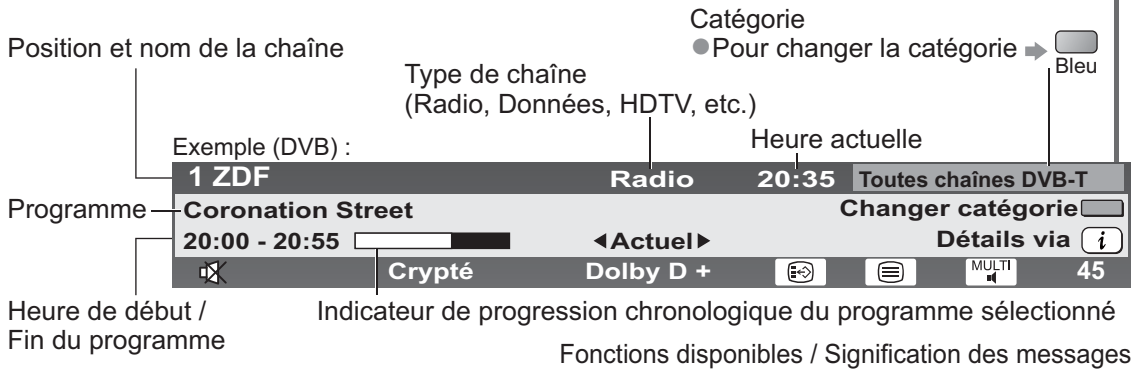 Catégorie
●Pour changer la catégorie
Bleu
Position et nom de la chaîne
Type de chaîne
(Radio, Données, HDTV, etc.)
Heure actuelle
Exemple (DVB) :
1 ZDF Radio 20:35 Toutes chaînes DVB-T
Programme Coronation Street Changer catégorie
20:00 - 20:55 ◀Actuel▶ Détails via i
Crypté Dolby D + MULTI 45
Heure de début /
Fin du programme
Indicateur de progression chronologique du programme sélectionné
Fonctions disponibles / Signification des messages